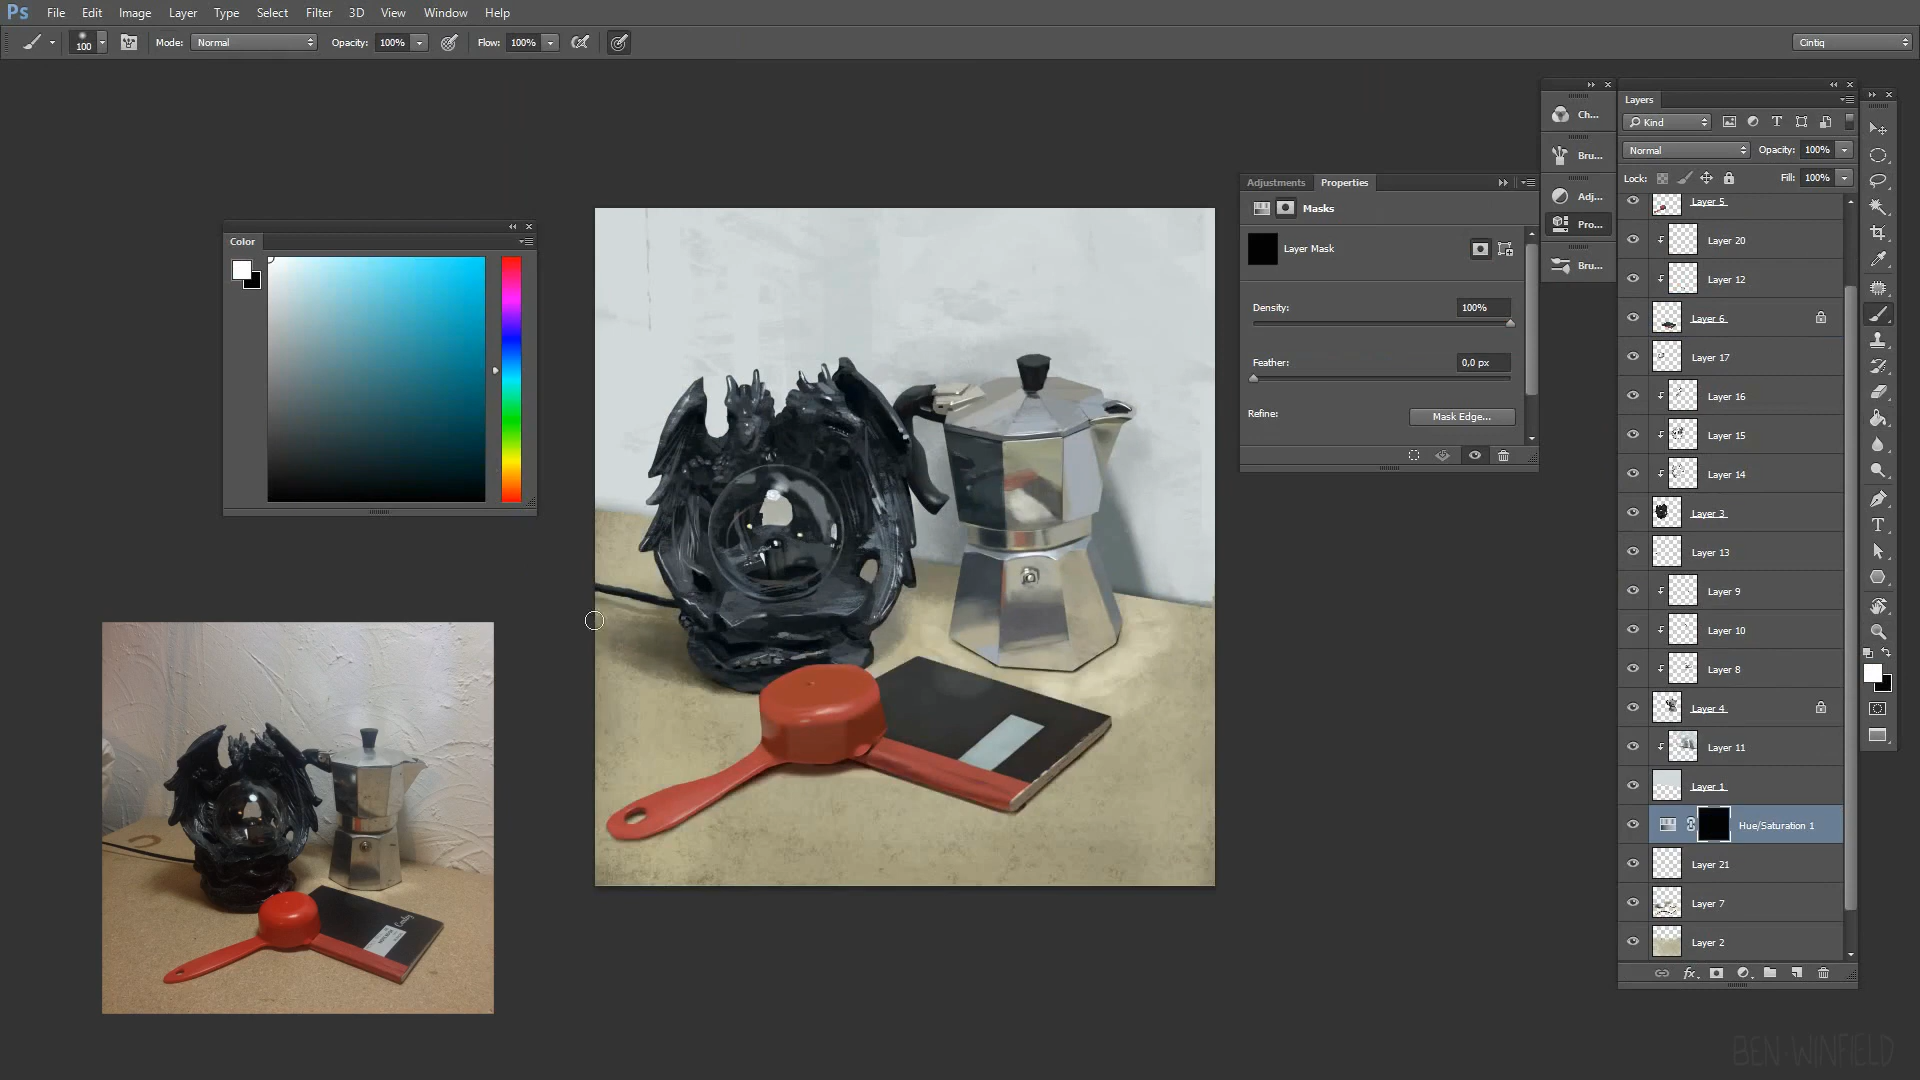 Ps File Edit Image Layer Type Select Filter 3D View Window Help
100 Mode: Normal Opacity: 100% Flow: 100% Cintiq
Color
Adjustments Properties
Masks
Layer Mask
Density: 100%
Feather: 0,0 px
Refine: Mask Edge...
Ch...
Bru...
Adj...
Pro...
Bru...
Layers
Kind
Normal Opacity: 100%
Lock: Fill: 100%
Layer 5
Layer 20
Layer 12
Layer 6
Layer 17
Layer 16
Layer 15
Layer 14
Layer 3
Layer 13
Layer 9
Layer 10
Layer 8
Layer 4
Layer 11
Layer 1
Hue/Saturation 1
Layer 21
Layer 7
Layer 2
fx
BEN WINFIELD